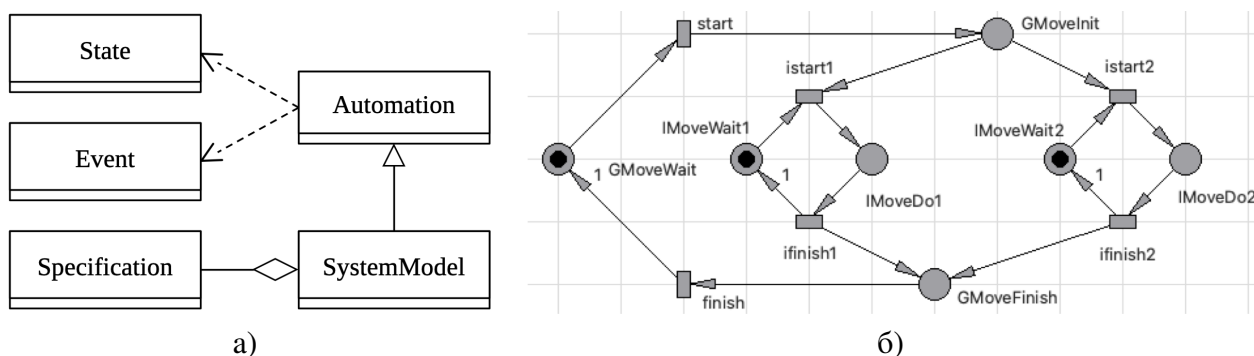 State
Automation
Event
Specification
SystemModel
а)
start
GMoveInit
istart1
istart2
IMoveWait1
IMoveWait2
1
GMoveWait
1
1
IMoveDo1
IMoveDo2
ifinish1
ifinish2
finish
GMoveFinish
б)